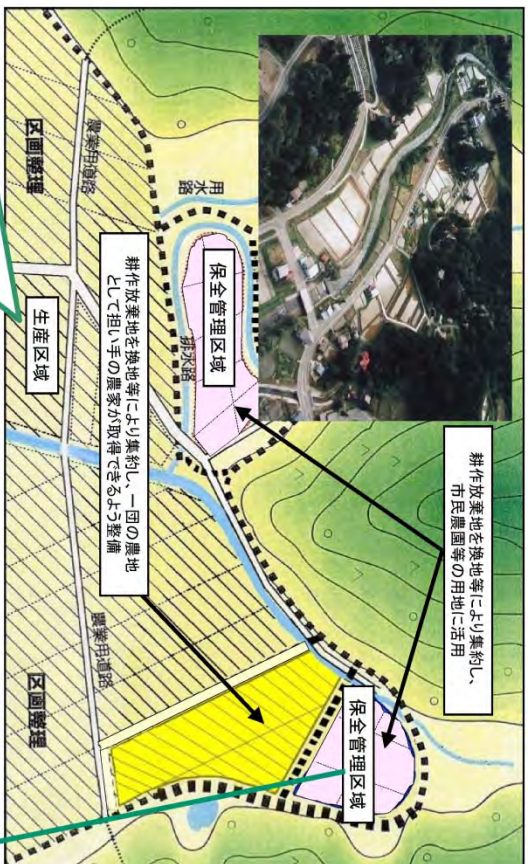 耕作放棄地を換地等により集約し、
市民農園等の用地に活用
保全管理区域
用水路
排水路
保全管理区域
耕作放棄地を換地等により集約し、一団の農地
として担い手の農家が取得できるよう整備
農業用道路
区画整理
生産区域
農業用道路
区画整理